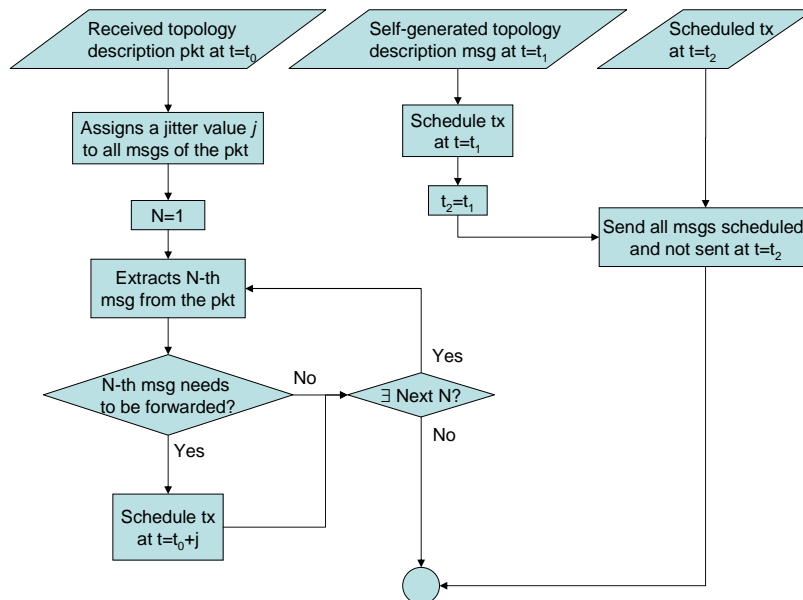 Received topology
description pkt at t=t₀
Self-generated topology
description msg at t=t₁
Scheduled tx
at t=t₂
Assigns a jitter value j
to all msgs of the pkt
Schedule tx
at t=t₁
N=1
t₂=t₁
Send all msgs scheduled
and not sent at t=t₂
Extracts N-th
msg from the pkt
Yes
N-th msg needs
to be forwarded?
No
∃ Next N?
No
Yes
Schedule tx
at t=t₀+j